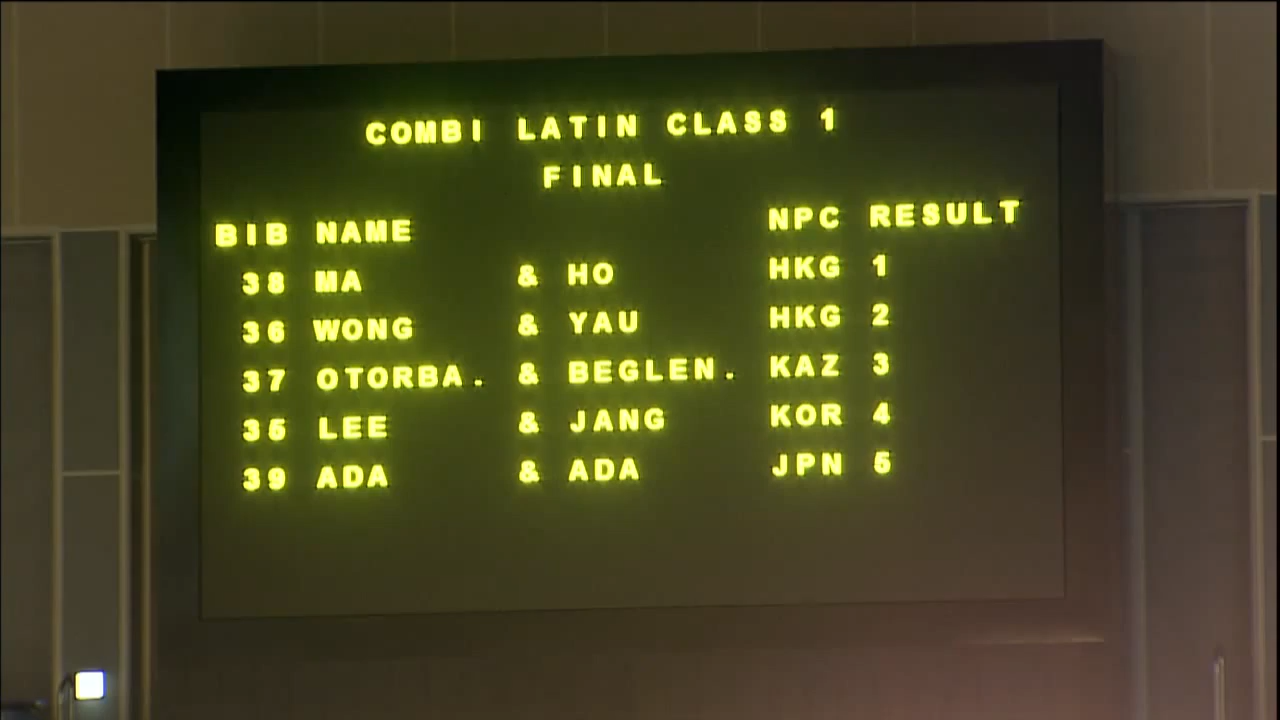 COMBI LATIN CLASS 1
FINAL
BIB NAME NPC RESULT
38 MA & HO HKG 1
36 WONG & YAU HKG 2
37 OTORBA. & BEGLEN. KAZ 3
35 LEE & JANG KOR 4
39 ADA & ADA JPN 5